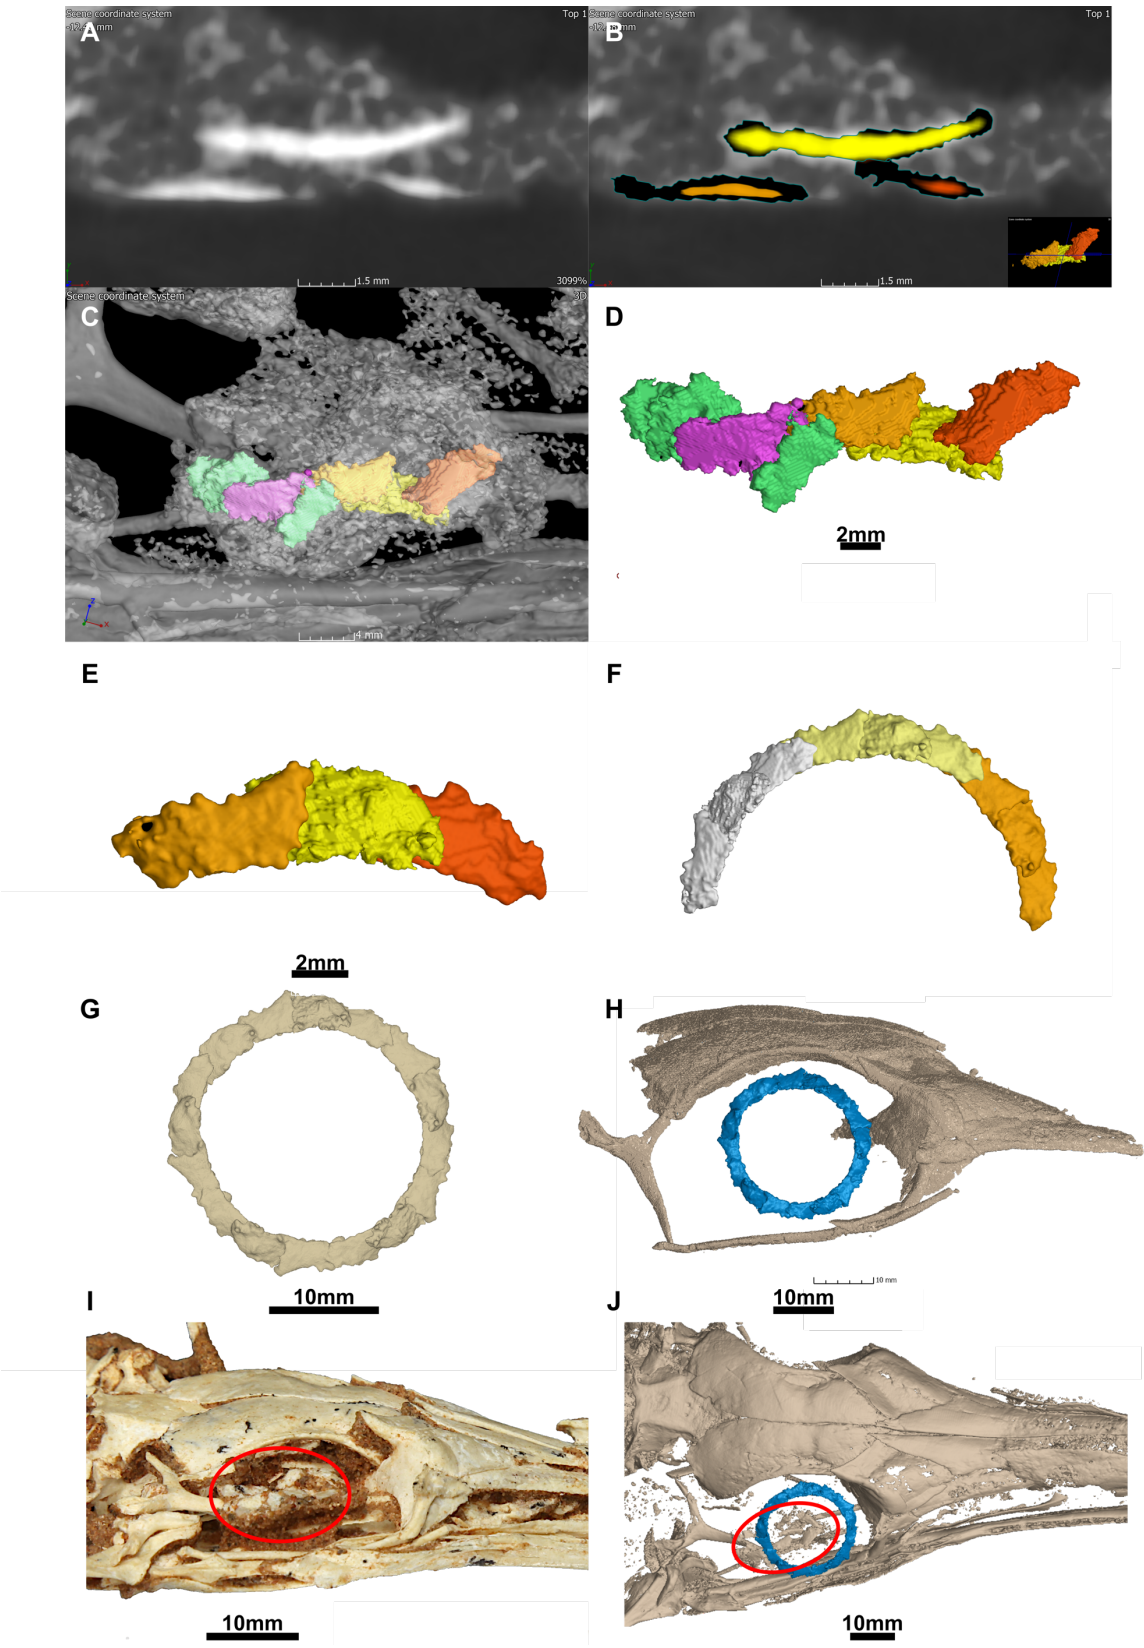 Scene coordinate system
Top 1
A
1.5 mm
3099%
Scene coordinate system
Top 1
B
1.5 mm
Scene coordinate system
3D
C
4 mm
D
2mm
E
2mm
F
G
10mm
H
10 mm
10mm
I
10mm
J
10mm